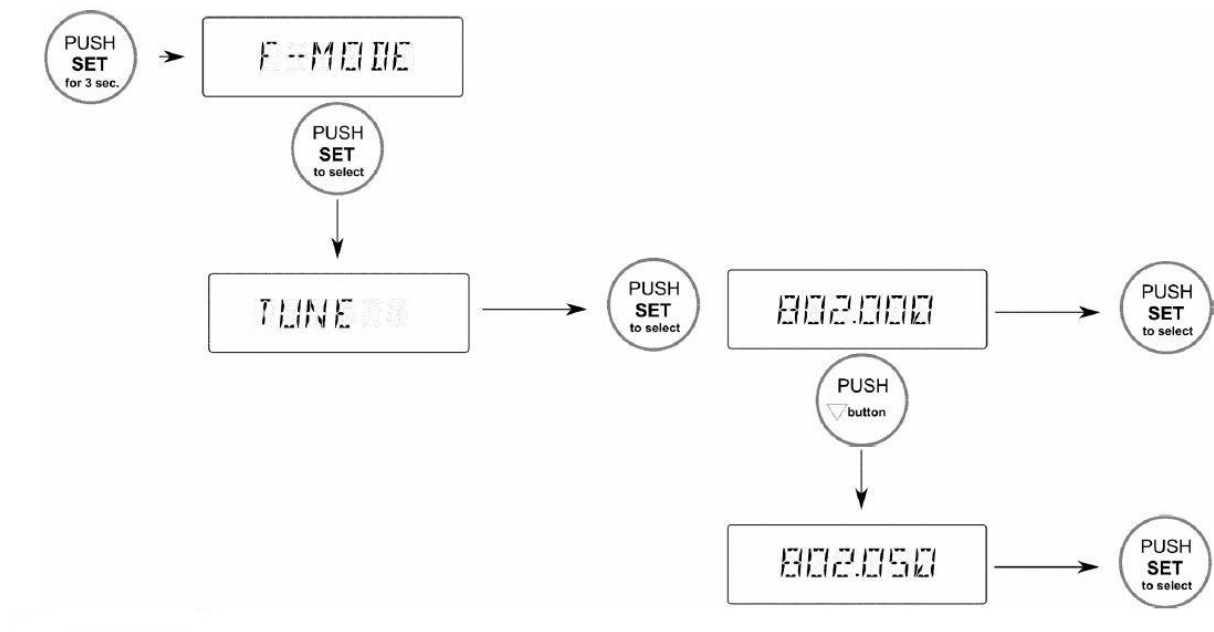 PUSH
SET
for 3 sec.
F--MODE
PUSH
SET
to select
TUNE
PUSH
SET
to select
802.000
PUSH
SET
to select
PUSH
button
802.050
PUSH
SET
to select